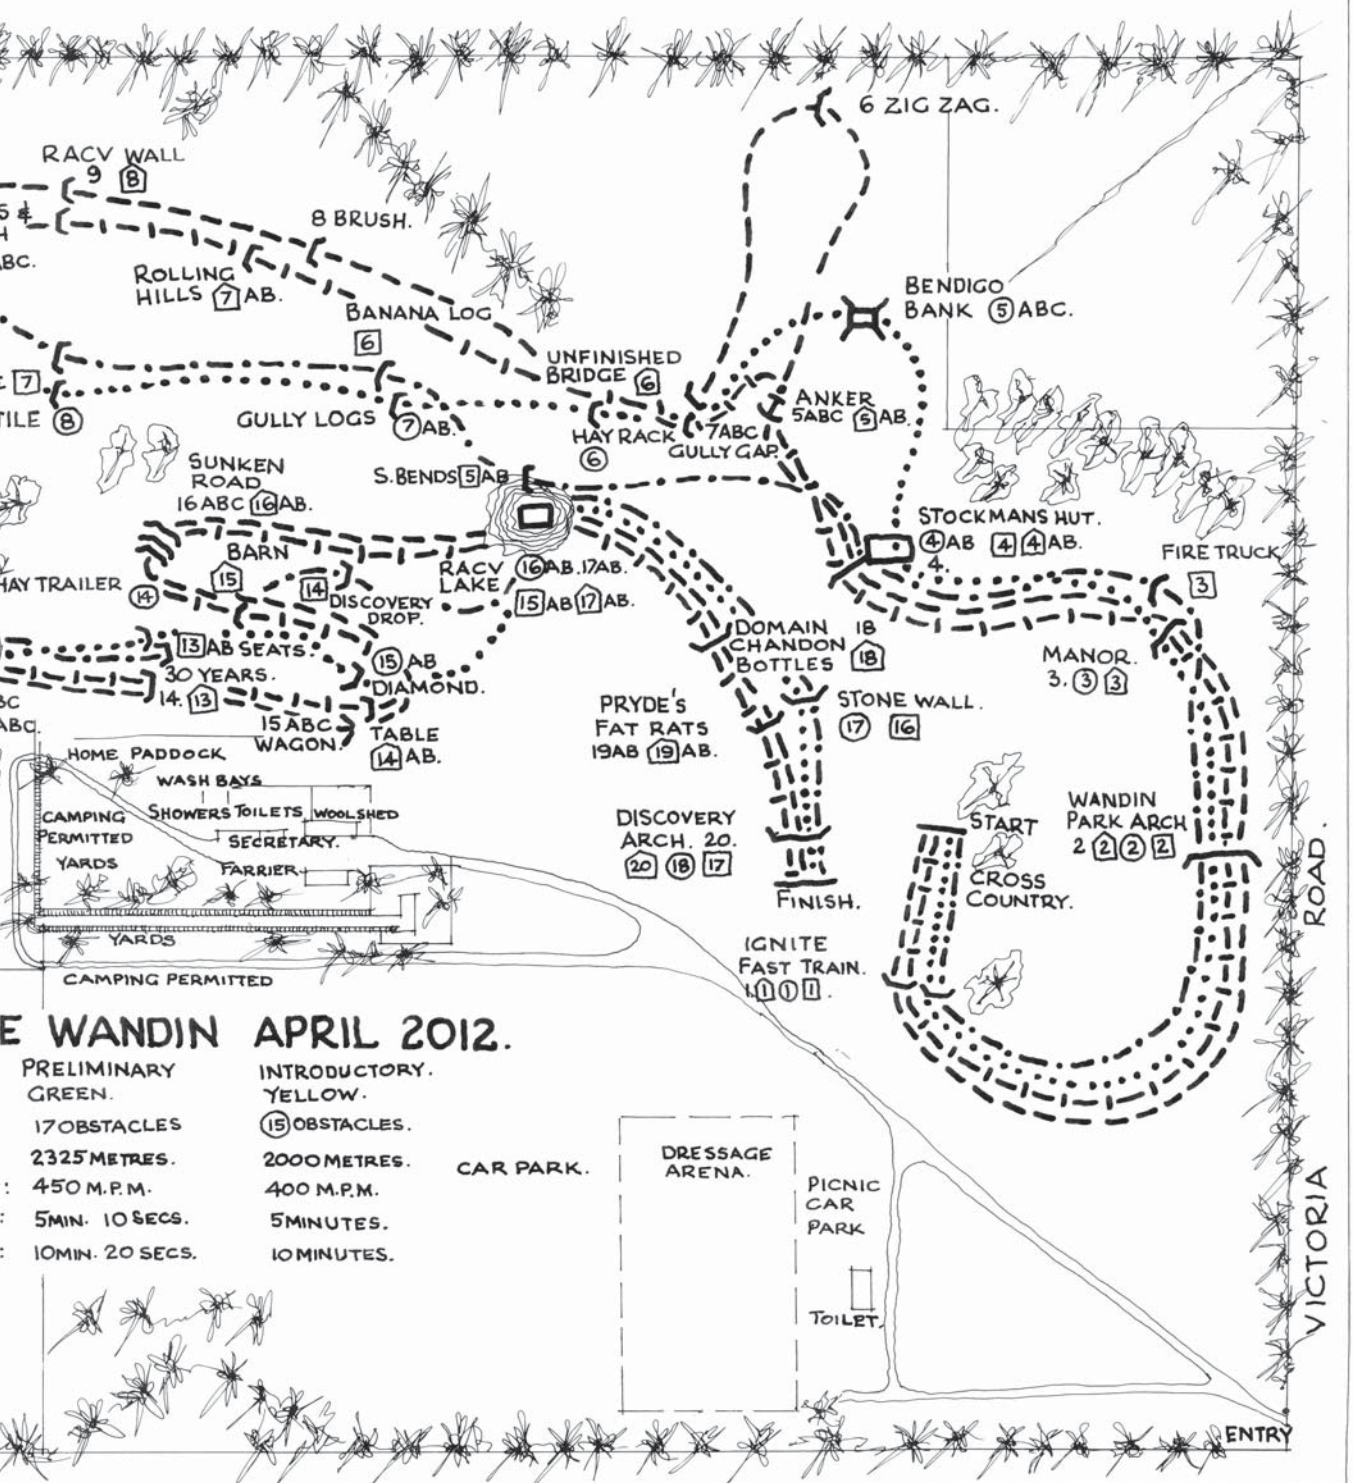 6 ZIG ZAG.
RACV WALL
9 8
8 BRUSH.
S &
H
BC.
ROLLING
HILLS 7 AB.
BANANA LOG
6
BENDIGO
BANK 5 ABC.
UNFINISHED
BRIDGE 6
ANKER
5ABC 5 AB.
E 7
TILE 8
GULLY LOGS 7 AB.
HAY RACK
6
7ABC
GULLY GAP.
SUNKEN
ROAD
16 ABC 16 AB.
S. BENDS 5 AB
STOCKMANS HUT.
4 AB 4 4 AB.
4.
FIRE TRUCK
3
BARN
15
HAY TRAILER 14
14
DISCOVERY
DROP.
RACV
LAKE
16 AB. 17AB.
15 AB 17 AB.
13 AB SEATS.
30 YEARS.
14. 13
15 AB
DIAMOND.
DOMAIN 18
CHANDON
BOTTLES 18
MANOR.
3. 3 3
BC
ABC.
15 ABC
WAGON.
TABLE
14 AB.
PRYDE'S
FAT RATS
19AB 19 AB.
STONE WALL.
17 16
HOME PADDOCK
WASH BAYS
SHOWERS TOILETS WOOLSHED
CAMPING
PERMITTED
YARDS
SECRETARY.
FARRIER
YARDS
CAMPING PERMITTED
DISCOVERY
ARCH. 20.
20 18 17
FINISH.
START
CROSS
COUNTRY.
WANDIN
PARK ARCH
2 2 2 2
IGNITE
FAST TRAIN.
1. 1 1 1.
VICTORIA ROAD.
E WANDIN APRIL 2012.
PRELIMINARY
GREEN.
17 OBSTACLES
2325 METRES.
: 450 M.P.M.
: 5MIN. 10 SECS.
: 10MIN. 20 SECS.
INTRODUCTORY.
YELLOW.
15 OBSTACLES.
2000 METRES.
400 M.P.M.
5MINUTES.
10 MINUTES.
CAR PARK.
DRESSAGE
ARENA.
PICNIC
CAR
PARK
TOILET.
ENTRY